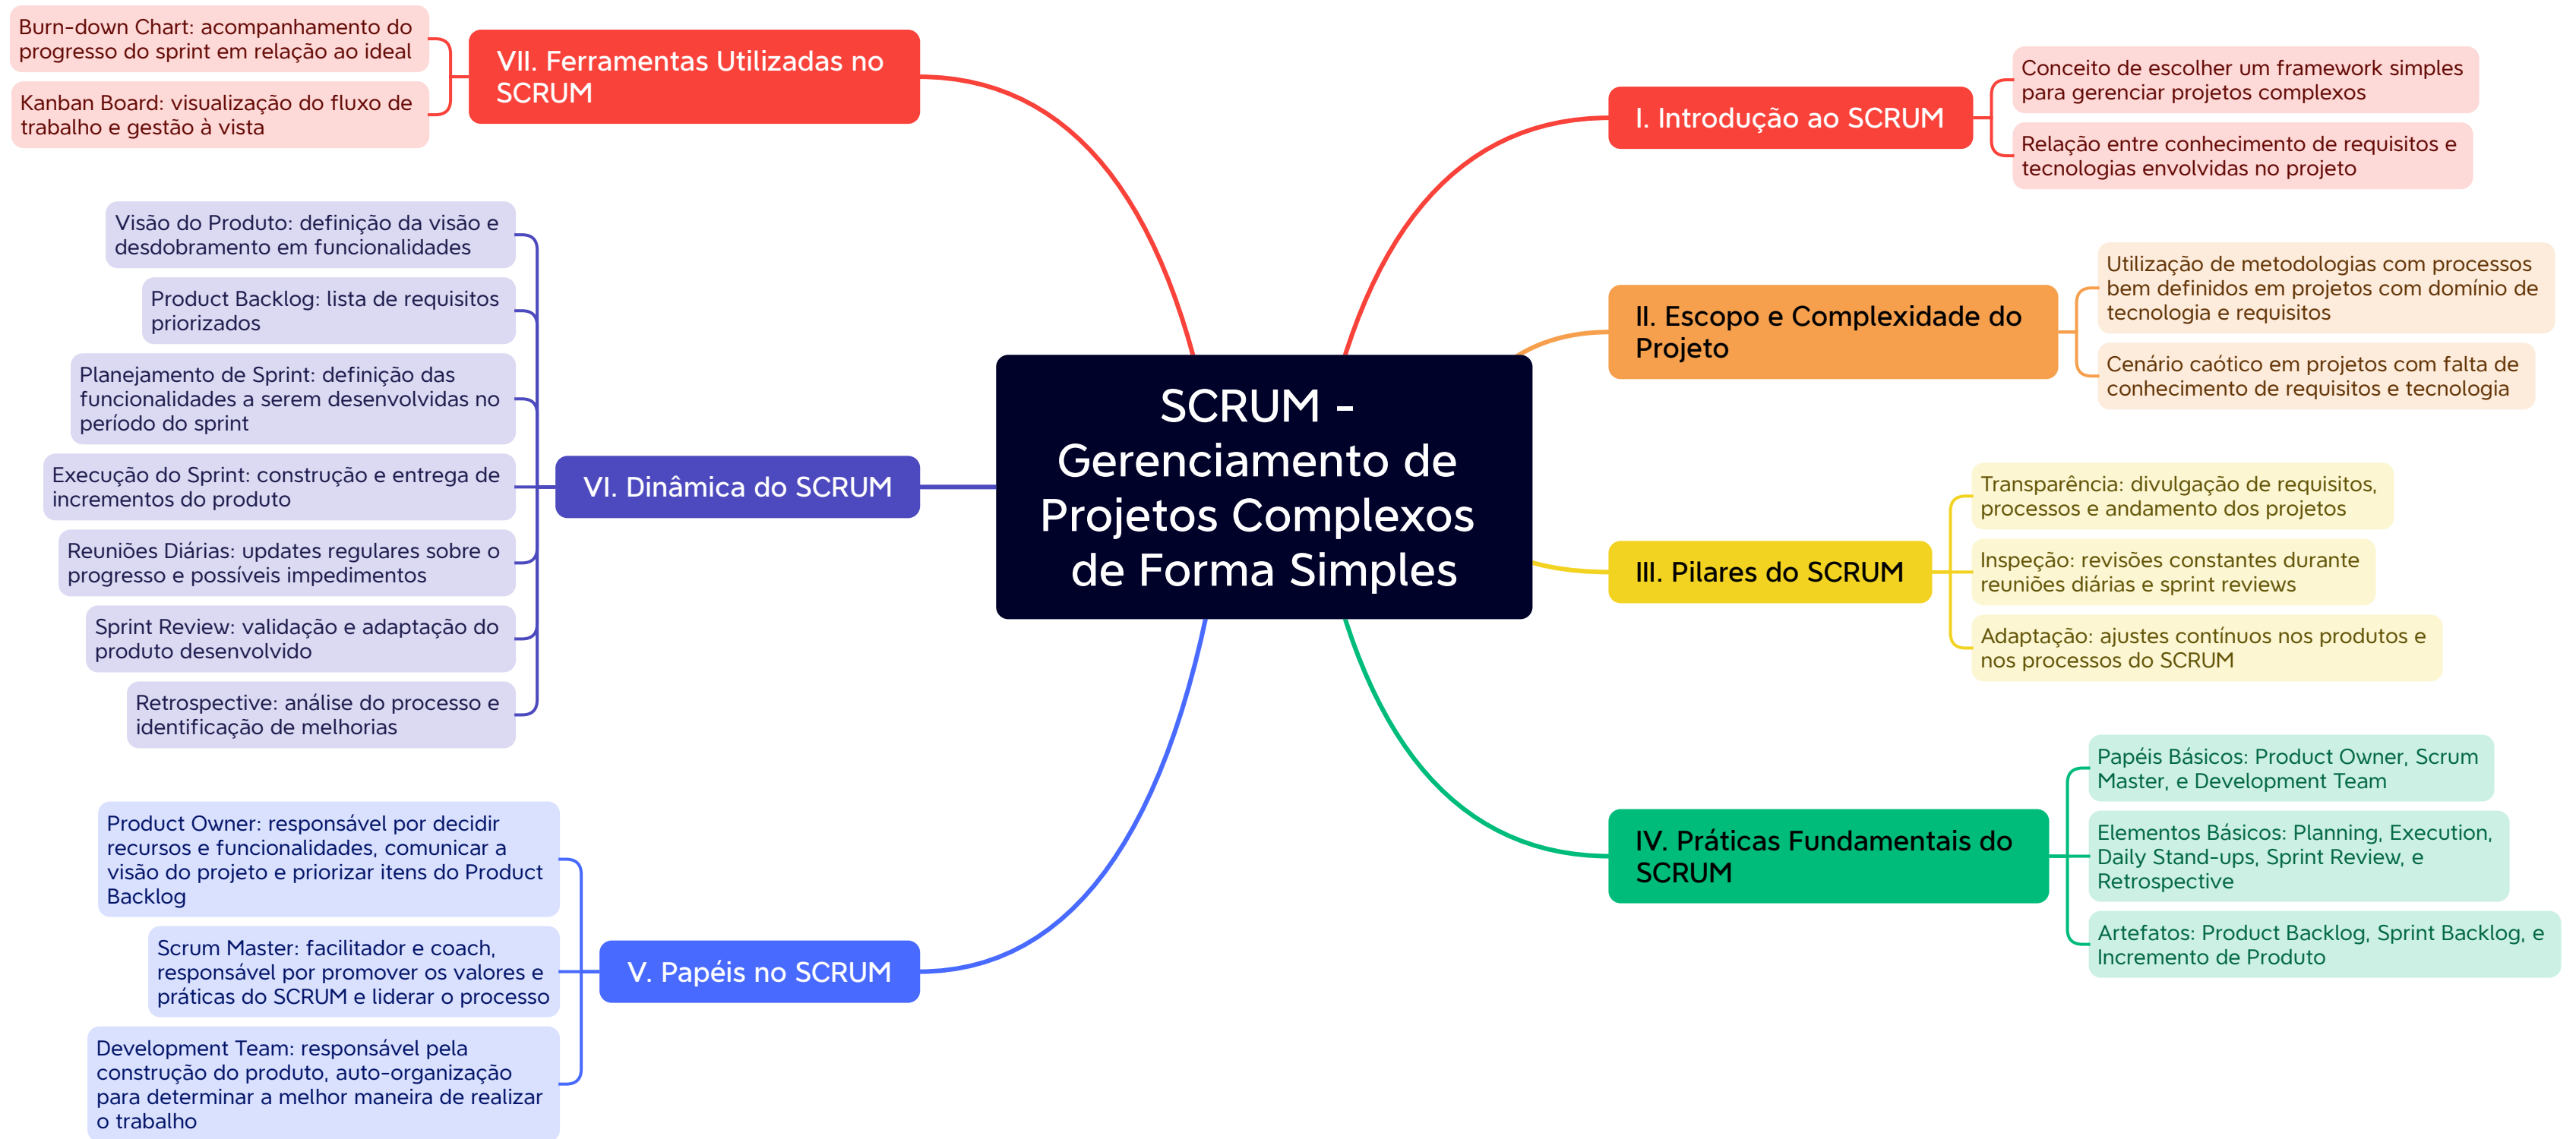 SCRUM -
Gerenciamento de
Projetos Complexos
de Forma Simples
I. Introdução ao SCRUM
Conceito de escolher um framework simples
para gerenciar projetos complexos
Relação entre conhecimento de requisitos e
tecnologias envolvidas no projeto
II. Escopo e Complexidade do
Projeto
Utilização de metodologias com processos
bem definidos em projetos com domínio de
tecnologia e requisitos
Cenário caótico em projetos com falta de
conhecimento de requisitos e tecnologia
III. Pilares do SCRUM
Transparência: divulgação de requisitos,
processos e andamento dos projetos
Inspeção: revisões constantes durante
reuniões diárias e sprint reviews
Adaptação: ajustes contínuos nos produtos e
nos processos do SCRUM
IV. Práticas Fundamentais do
SCRUM
Papéis Básicos: Product Owner, Scrum
Master, e Development Team
Elementos Básicos: Planning, Execution,
Daily Stand-ups, Sprint Review, e
Retrospective
Artefatos: Product Backlog, Sprint Backlog, e
Incremento de Produto
V. Papéis no SCRUM
Product Owner: responsável por decidir
recursos e funcionalidades, comunicar a
visão do projeto e priorizar itens do Product
Backlog
Scrum Master: facilitador e coach,
responsável por promover os valores e
práticas do SCRUM e liderar o processo
Development Team: responsável pela
construção do produto, auto-organização
para determinar a melhor maneira de realizar
o trabalho
VI. Dinâmica do SCRUM
Visão do Produto: definição da visão e
desdobramento em funcionalidades
Product Backlog: lista de requisitos
priorizados
Planejamento de Sprint: definição das
funcionalidades a serem desenvolvidas no
período do sprint
Execução do Sprint: construção e entrega de
incrementos do produto
Reuniões Diárias: updates regulares sobre o
progresso e possíveis impedimentos
Sprint Review: validação e adaptação do
produto desenvolvido
Retrospective: análise do processo e
identificação de melhorias
VII. Ferramentas Utilizadas no
SCRUM
Burn-down Chart: acompanhamento do
progresso do sprint em relação ao ideal
Kanban Board: visualização do fluxo de
trabalho e gestão à vista